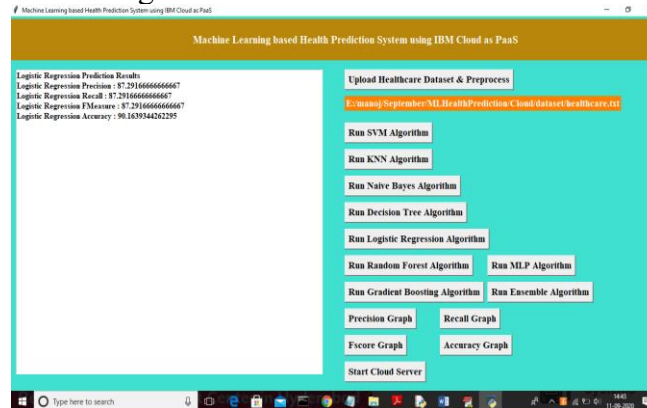 Machine Learning based Health Prediction System using IBM Cloud as PaaS
Machine Learning based Health Prediction System using IBM Cloud as PaaS
Logistic Regression Prediction Results
Logistic Regression Precision : 87.29166666666667
Logistic Regression Recall : 87.29166666666667
Logistic Regression FMeasure : 87.29166666666667
Logistic Regression Accuracy : 90.1639344262295
Upload Healthcare Dataset & Preprocess
E:/manoj/September/MLHealthPrediction/Cloud/dataset/healthcare.txt
Run SVM Algorithm
Run KNN Algorithm
Run Naive Bayes Algorithm
Run Decision Tree Algorithm
Run Logistic Regression Algorithm
Run Random Forest Algorithm Run MLP Algorithm
Run Gradient Boosting Algorithm Run Ensemble Algorithm
Precision Graph Recall Graph
Fscore Graph Accuracy Graph
Start Cloud Server
Type here to search
14:43
11-09-2020